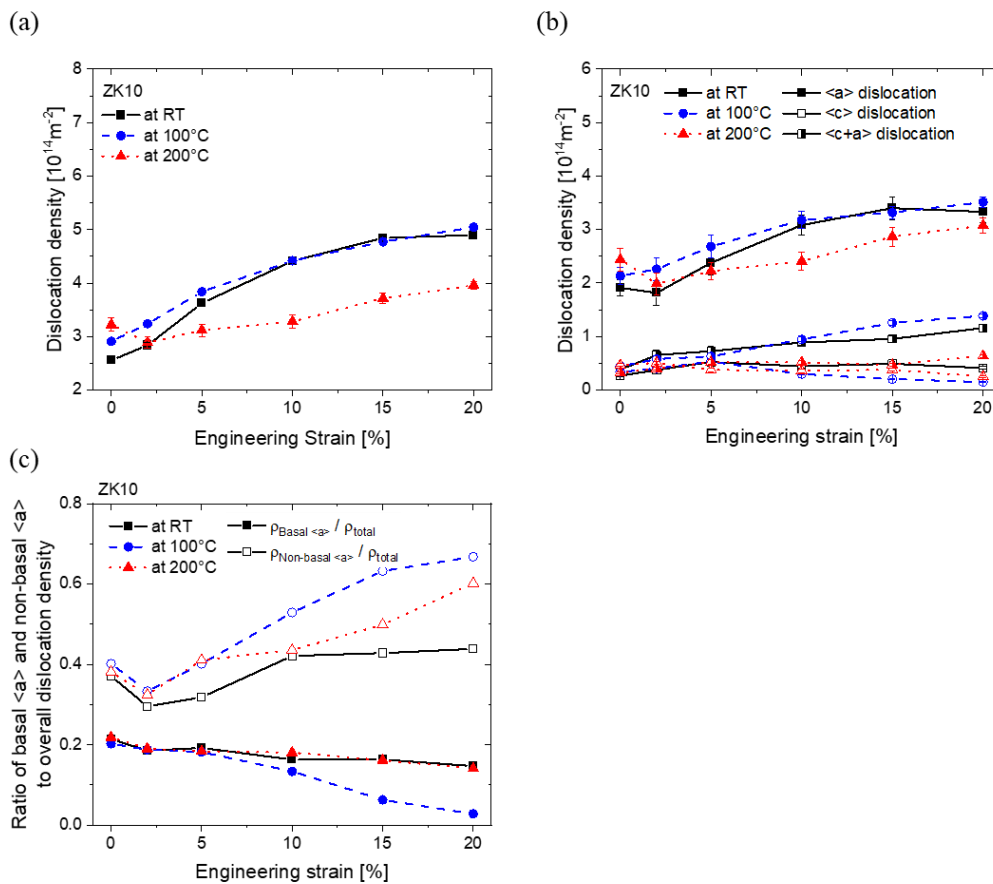 (a)
8
7
6
5
4
3
2
Dislocation density [10¹⁴m⁻²]
ZK10
at RT
at 100°C
at 200°C
0 5 10 15 20
Engineering Strain [%]
(b)
6
5
4
3
2
1
0
Dislocation density [10¹⁴m⁻²]
ZK10
at RT <a> dislocation
at 100°C <c> dislocation
at 200°C <c+a> dislocation
0 5 10 15 20
Engineering strain [%]
(c)
0.8
0.6
0.4
0.2
0.0
Ratio of basal <a> and non-basal <a>
to overall dislocation density
ZK10
at RT ρBasal <a> / ρtotal
at 100°C ρNon-basal <a> / ρtotal
at 200°C
0 5 10 15 20
Engineering strain [%]